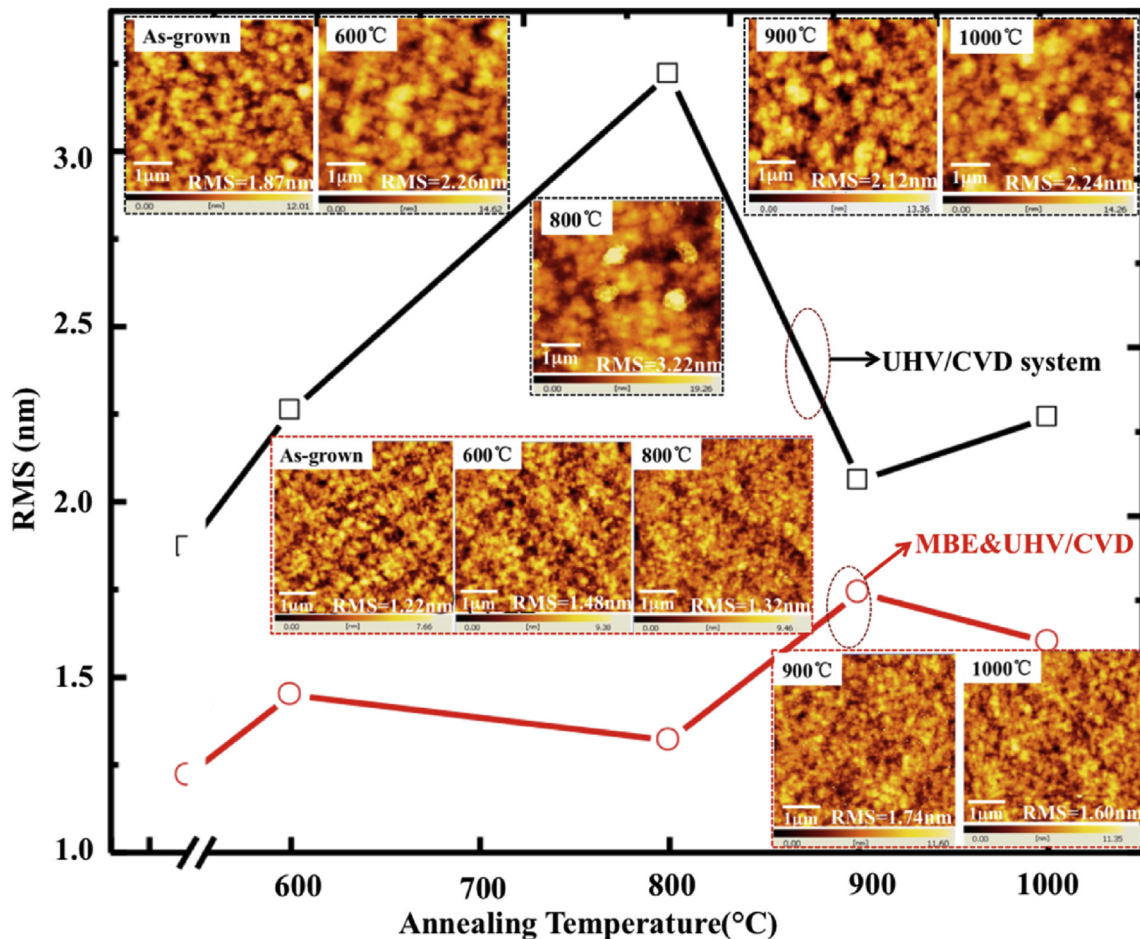 As-grown
1μm
RMS=1.87nm
0.00 [nm] 12.01
600℃
1μm
RMS=2.26nm
0.00 [nm] 14.62
900℃
1μm
RMS=2.12nm
0.00 [nm] 13.36
1000℃
1μm
RMS=2.24nm
0.00 [nm] 14.26
800℃
1μm
RMS=3.22nm
0.00 [nm] 19.26
UHV/CVD system
As-grown
1μm
RMS=1.22nm
0.00 [nm] 7.66
600℃
1μm
RMS=1.48nm
0.00 [nm] 9.30
800℃
1μm
RMS=1.32nm
0.00 [nm] 9.46
MBE&UHV/CVD
900℃
1μm
RMS=1.74nm
0.00 [nm] 11.60
1000℃
1μm
RMS=1.60nm
0.00 [nm] 11.35
RMS (nm)
3.0
2.5
2.0
1.5
1.0
600 700 800 900 1000
Annealing Temperature(°C)